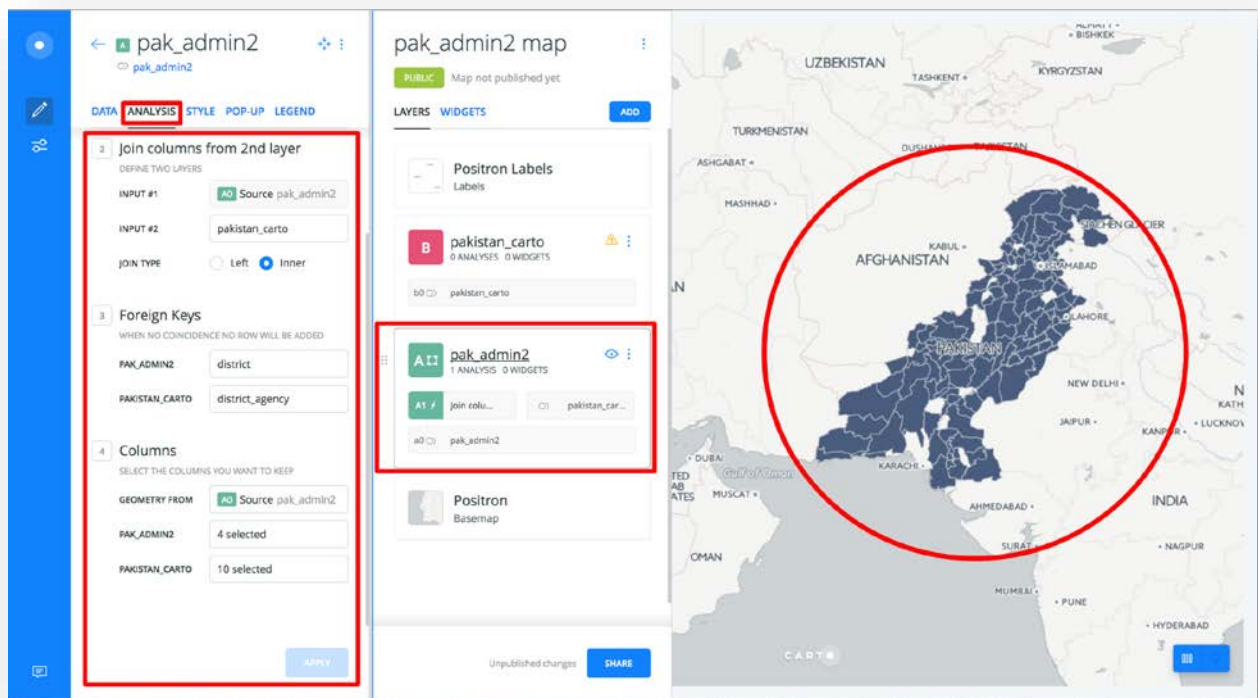 pak_admin2
pak_admin2
DATA ANALYSIS STYLE POP-UP LEGEND
2 Join columns from 2nd layer
DEFINE TWO LAYERS
INPUT #1 A0 Source pak_admin2
INPUT #2 pakistan_carto
JOIN TYPE Left Inner
3 Foreign Keys
WHEN NO COINCIDENCE NO ROW WILL BE ADDED
PAK_ADMIN2 district
PAKISTAN_CARTO district_agency
4 Columns
SELECT THE COLUMNS YOU WANT TO KEEP
GEOMETRY FROM A0 Source pak_admin2
PAK_ADMIN2 4 selected
PAKISTAN_CARTO 10 selected
APPLY
pak_admin2 map
PUBLIC Map not published yet
LAYERS WIDGETS ADD
Positron Labels
Labels
B pakistan_carto
0 ANALYSES 0 WIDGETS
b0 pakistan_carto
A pak_admin2
1 ANALYSIS 0 WIDGETS
A1 Join colu... pakistan_car...
a0 pak_admin2
Positron
Basemap
Unpublished changes SHARE
BISHKEK
UZBEKISTAN
TASHKENT
KYRGYZSTAN
TURKMENISTAN
ASHGABAT
MASHHAD
SIACHEN GLACIER
KABUL
AFGHANISTAN
ISLAMABAD
LAHORE
PAKISTAN
NEW DELHI
KATH
JAIPUR
KANPUR
LUCKNOW
DUBAI
Gulf of Oman
KARACHI
TED
AB
ATES
MUSCAT
AHMEDABAD
INDIA
OMAN
SURAT
NAGPUR
MUMBAI
PUNE
HYDERABAD
CARTO